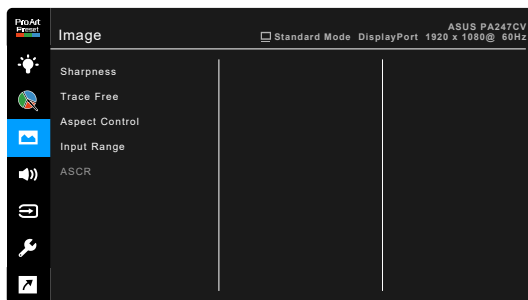 ProArt
Preset
Image
ASUS PA247CV
Standard Mode DisplayPort 1920 x 1080@ 60Hz
Sharpness
Trace Free
Aspect Control
Input Range
ASCR